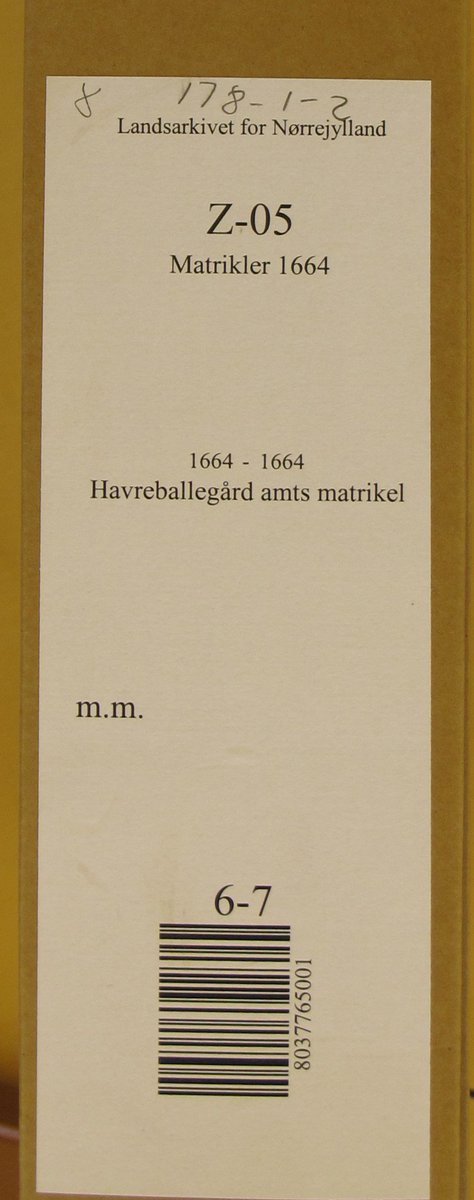 8 178-1-2
Landsarkivet for Nørrejylland
Z-05
Matrikler 1664
1664 - 1664
Havreballegård amts matrikel
m.m.
6-7
8037765001